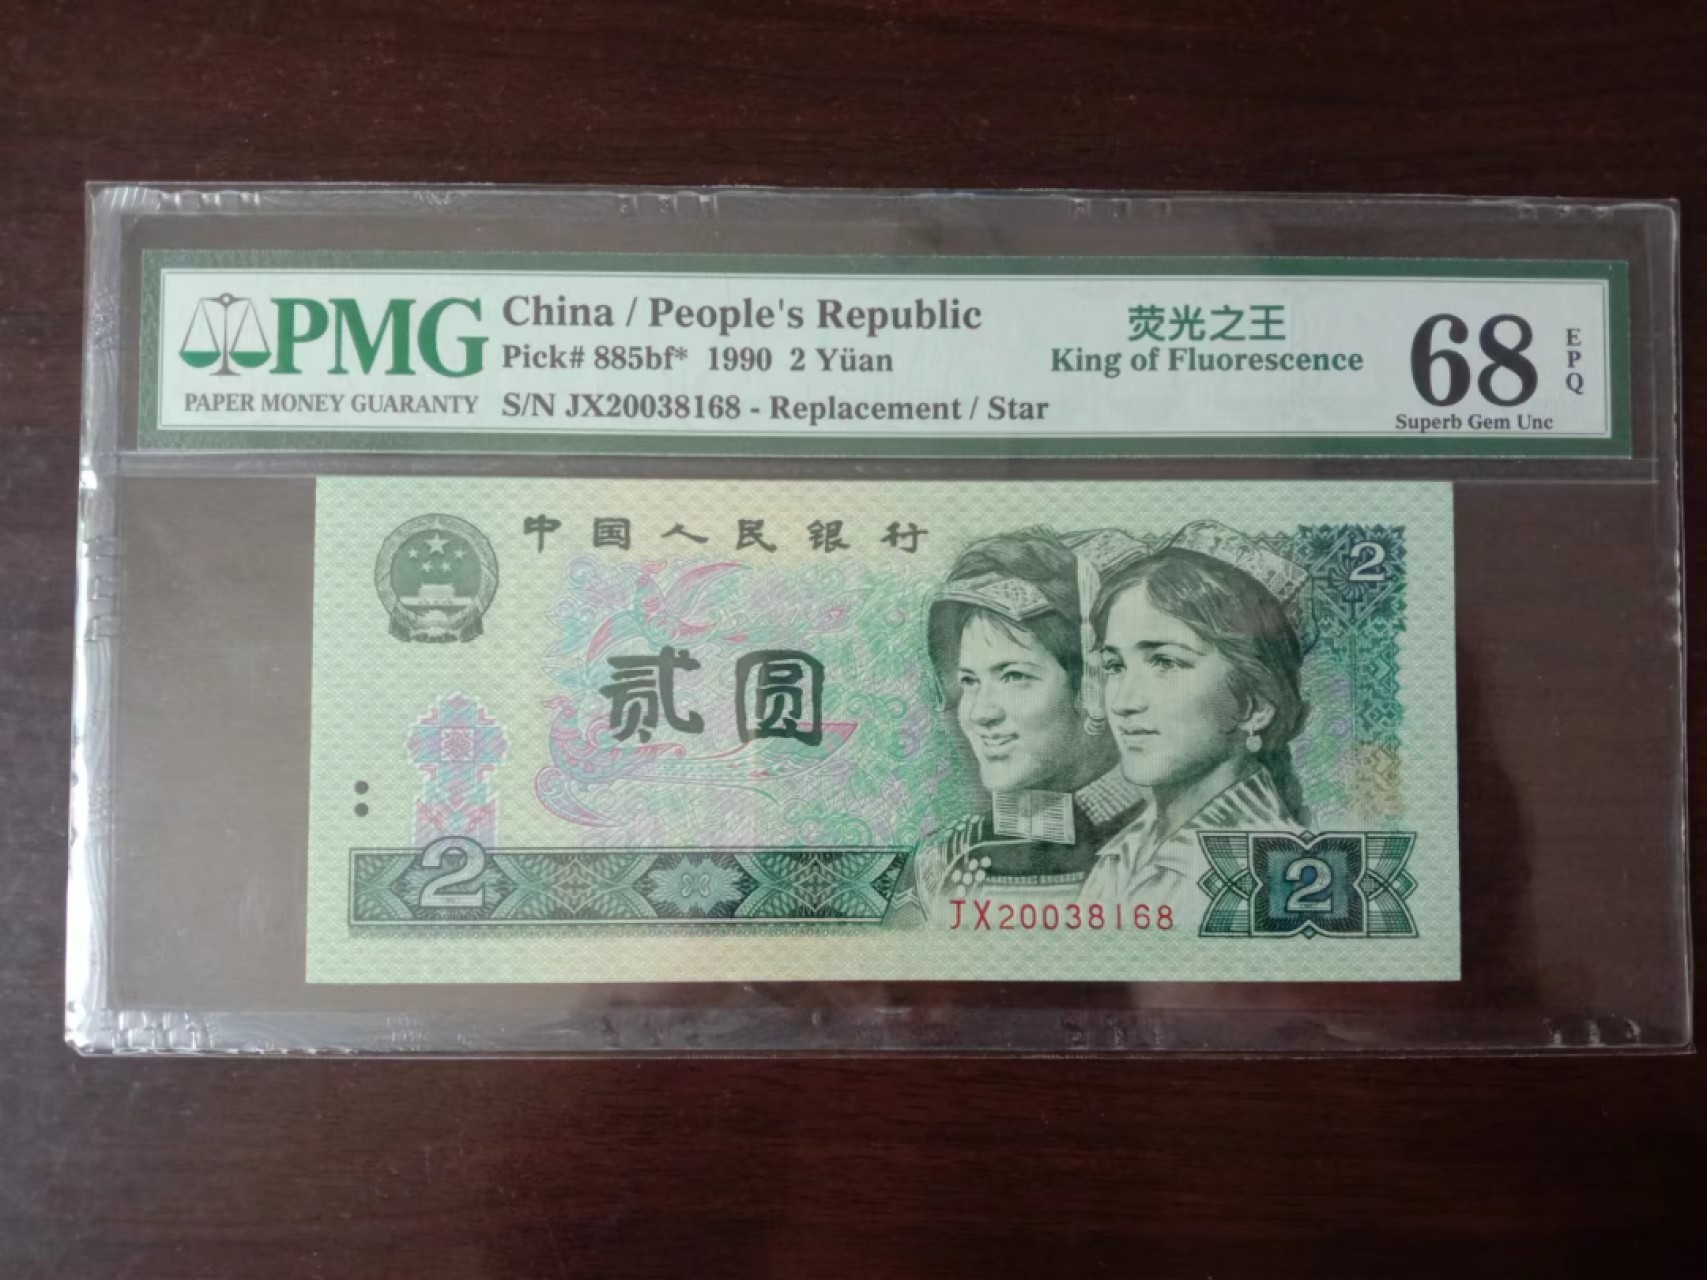 PMG
PAPER MONEY GUARANTY
China / People's Republic
Pick# 885bf* 1990 2 Yüan
S/N JX20038168 - Replacement / Star
荧光之王
King of Fluorescence
68
EPQ
Superb Gem Unc
中国人民银行
2
贰圆
2
JX20038168
2